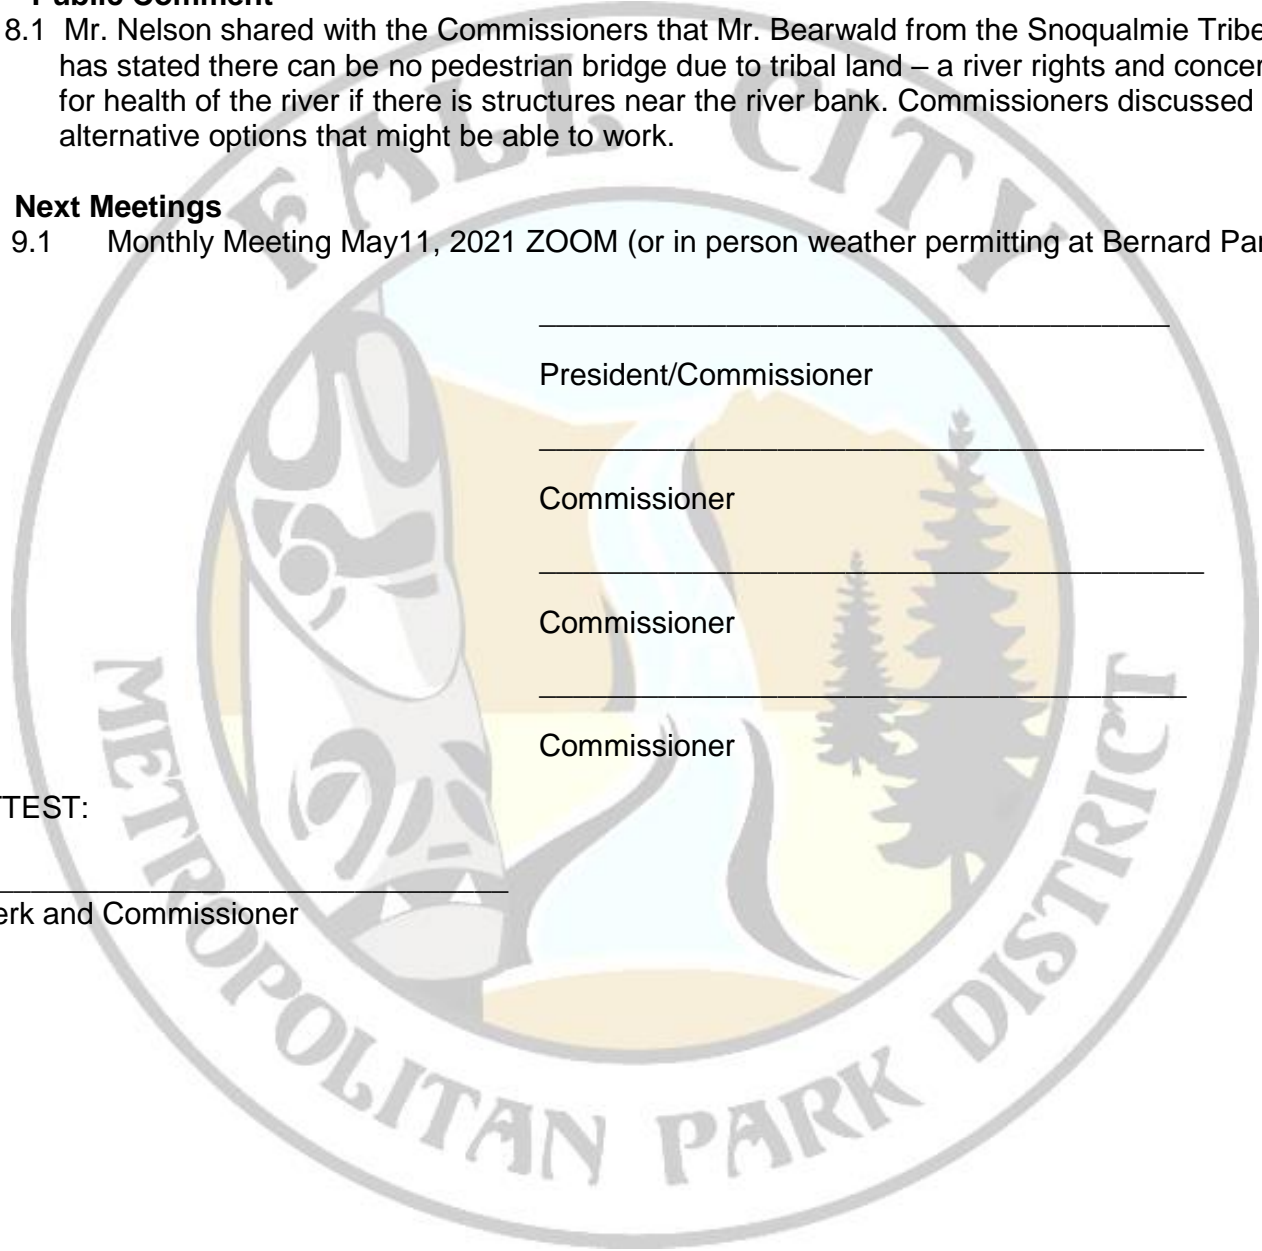 Public Comment
8.1 Mr. Nelson shared with the Commissioners that Mr. Bearwald from the Snoqualmie Tribe
has stated there can be no pedestrian bridge due to tribal land – a river rights and concer
for health of the river if there is structures near the river bank. Commissioners discussed
alternative options that might be able to work.
Next Meetings
9.1 Monthly Meeting May11, 2021 ZOOM (or in person weather permitting at Bernard Par
President/Commissioner
Commissioner
Commissioner
Commissioner
TTEST:
erk and Commissioner
FALL CITY
METROPOLITAN PARK DISTRICT